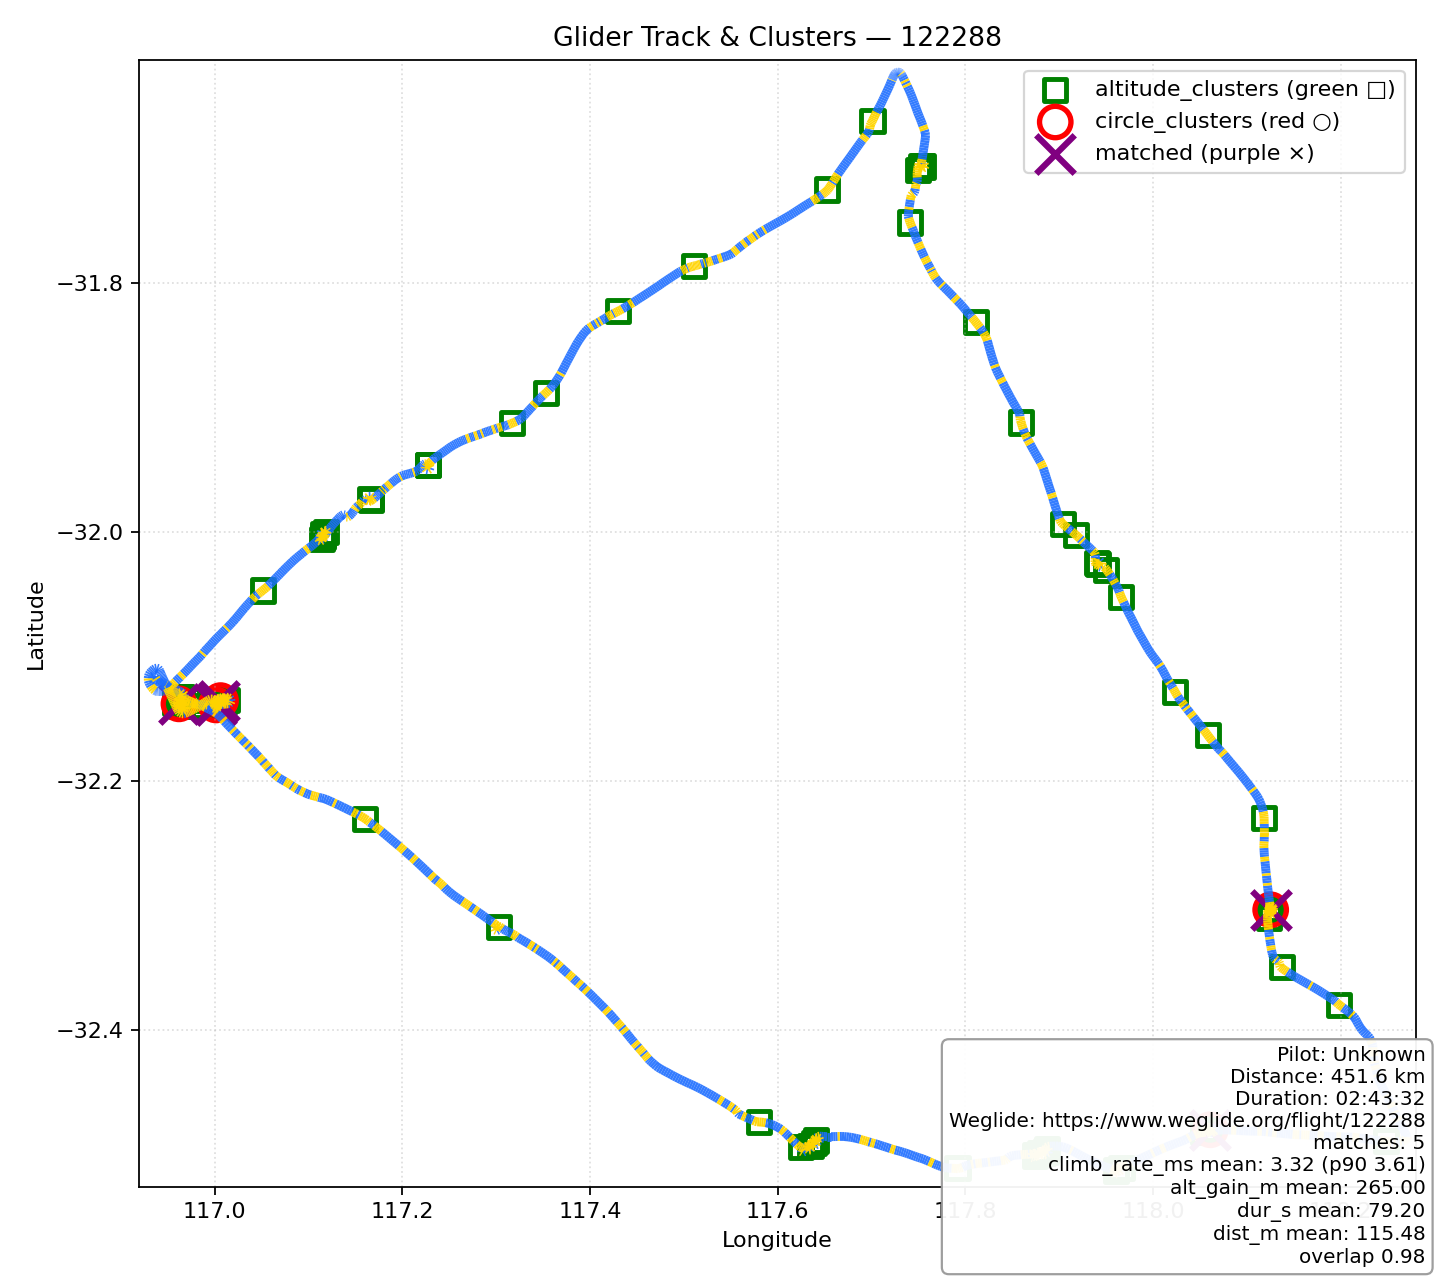 Glider Track & Clusters — 122288
altitude_clusters (green □)
circle_clusters (red ○)
matched (purple ×)
−31.8
−32.0
−32.2
−32.4
Latitude
117.0
117.2
117.4
117.6
117.8
118.0
Longitude
Pilot: Unknown
Distance: 451.6 km
Duration: 02:43:32
Weglide: https://www.weglide.org/flight/122288
matches: 5
climb_rate_ms mean: 3.32 (p90 3.61)
alt_gain_m mean: 265.00
dur_s mean: 79.20
dist_m mean: 115.48
overlap 0.98